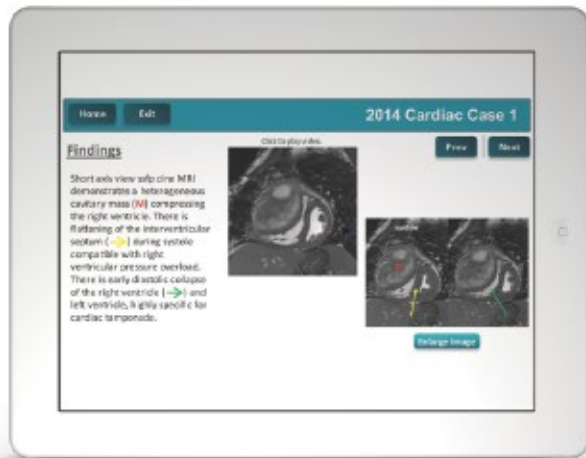 Home Exit 2014 Cardiac Case 1
Prev Next
Click to play video.
Findings
Short axis view ssfp cine MRI
demonstrates a heterogeneous
cavitary mass (M) compressing
the right ventricle. There is
flattening of the interventricular
septum ( ) during systole
compatible with right
ventricular pressure overload.
There is early diastolic collapse
of the right ventricle ( ) and
left ventricle, highly specific for
cardiac tamponade.
M
Enlarge Image